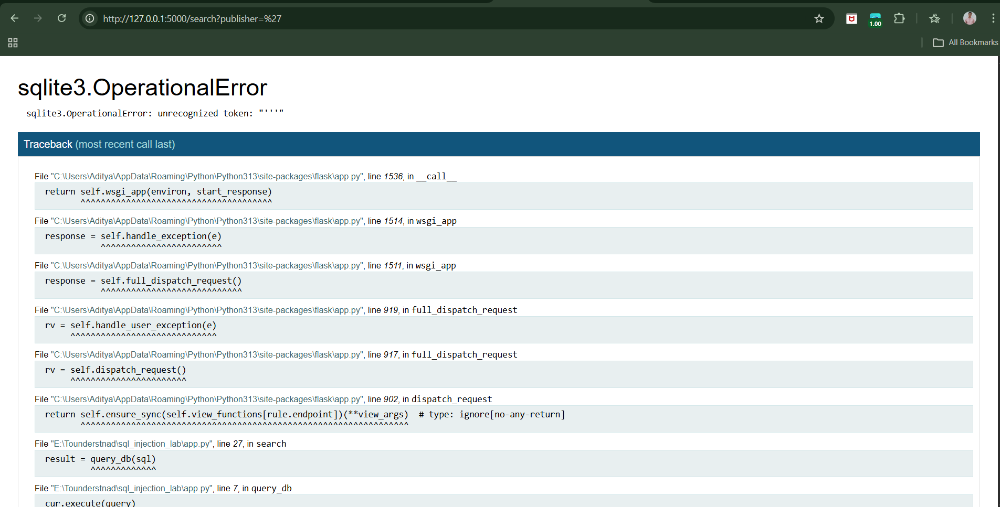 http://127.0.0.1:5000/search?publisher=%27
1.00
All Bookmarks
sqlite3.OperationalError
sqlite3.OperationalError: unrecognized token: "'''"
Traceback (most recent call last)
File "C:\Users\Aditya\AppData\Roaming\Python\Python313\site-packages\flask\app.py", line 1536, in __call__
return self.wsgi_app(environ, start_response)
^^^^^^^^^^^^^^^^^^^^^^^^^^^^^^^^^^^^^^
File "C:\Users\Aditya\AppData\Roaming\Python\Python313\site-packages\flask\app.py", line 1514, in wsgi_app
response = self.handle_exception(e)
^^^^^^^^^^^^^^^^^^^^^^^^
File "C:\Users\Aditya\AppData\Roaming\Python\Python313\site-packages\flask\app.py", line 1511, in wsgi_app
response = self.full_dispatch_request()
^^^^^^^^^^^^^^^^^^^^^^^^^^^^
File "C:\Users\Aditya\AppData\Roaming\Python\Python313\site-packages\flask\app.py", line 919, in full_dispatch_request
rv = self.handle_user_exception(e)
^^^^^^^^^^^^^^^^^^^^^^^^^^^^^
File "C:\Users\Aditya\AppData\Roaming\Python\Python313\site-packages\flask\app.py", line 917, in full_dispatch_request
rv = self.dispatch_request()
^^^^^^^^^^^^^^^^^^^^^^^
File "C:\Users\Aditya\AppData\Roaming\Python\Python313\site-packages\flask\app.py", line 902, in dispatch_request
return self.ensure_sync(self.view_functions[rule.endpoint])(**view_args)  # type: ignore[no-any-return]
^^^^^^^^^^^^^^^^^^^^^^^^^^^^^^^^^^^^^^^^^^^^^^^^^^^^^^^^^^^^^^^^^
File "E:\Tounderstnad\sql_injection_lab\app.py", line 27, in search
result = query_db(sql)
^^^^^^^^^^^^^
File "E:\Tounderstnad\sql_injection_lab\app.py", line 7, in query_db
cur.execute(query)